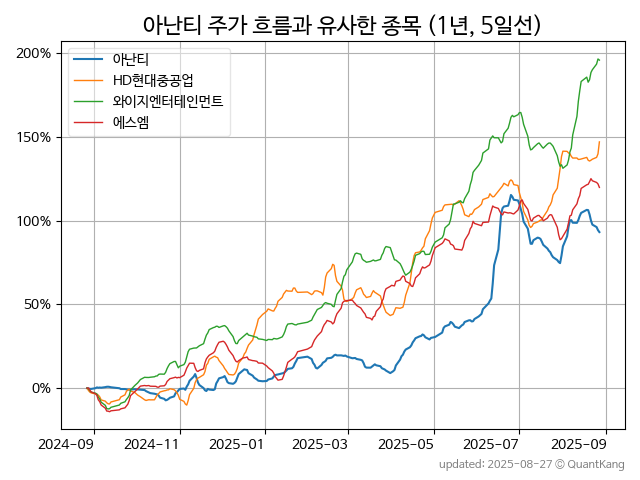 아난티 주가 흐름과 유사한 종목 (1년, 5일선)
아난티
HD현대중공업
와이지엔터테인먼트
에스엠
200%
150%
100%
50%
0%
2024-09 2024-11 2025-01 2025-03 2025-05 2025-07 2025-09
updated: 2025-08-27 © QuantKang